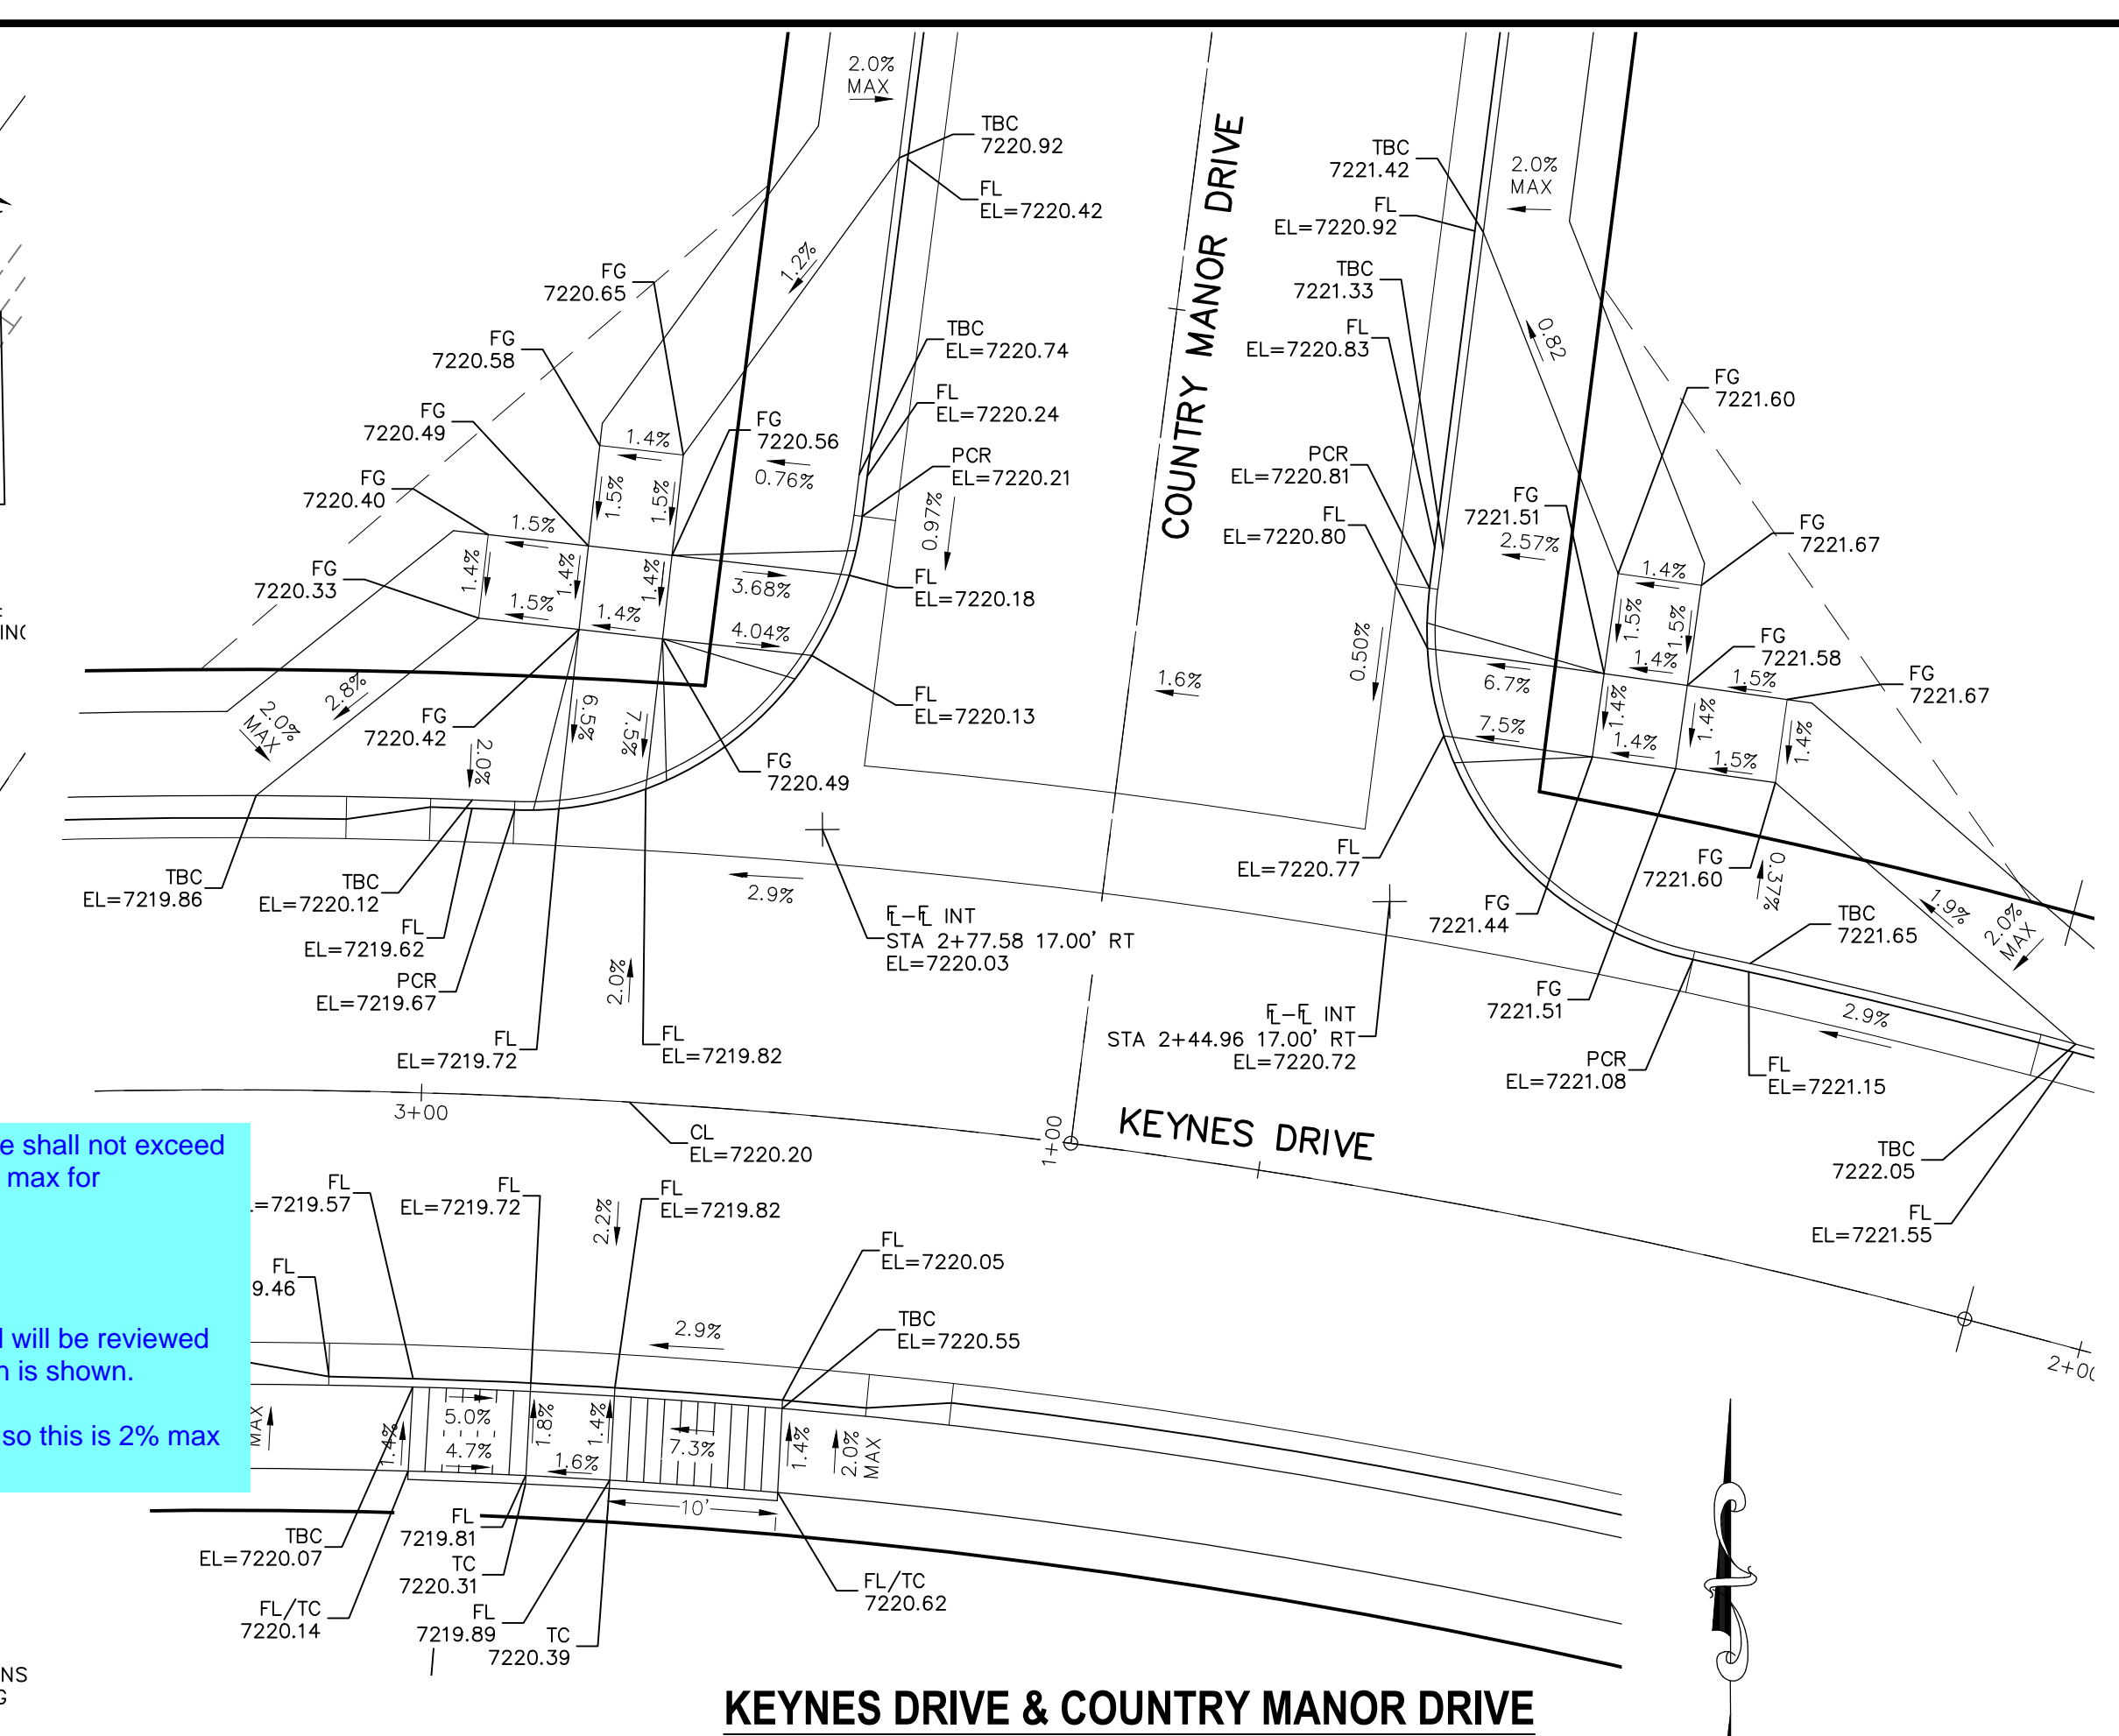 2.0%
MAX
TBC
7220.92
FL
EL=7220.42
1.2%
FG
7220.65
FG
7220.58
TBC
EL=7220.74
FL
EL=7220.24
FG
7220.49
FG
7220.56
1.4%
0.76%
PCR
EL=7220.21
FG
7220.40
1.5%
1.5%
1.5%
0.97%
FG
7220.33
1.4%
1.4%
1.4%
3.68%
FL
EL=7220.18
1.5%
1.4%
4.04%
FL
EL=7220.13
2.8%
2.0%
MAX
FG
7220.42
2.0%
6.5%
7.5%
FG
7220.49
TBC
EL=7219.86
TBC
EL=7220.12
FL
EL=7219.62
PCR
EL=7219.67
2.9%
FL-FL INT
STA 2+77.58 17.00' RT
EL=7220.03
2.0%
FL
EL=7219.72
FL
EL=7219.82
COUNTRY MANOR DRIVE
TBC
7221.42
2.0%
MAX
FL
EL=7220.92
TBC
7221.33
FL
EL=7220.83
0.82
FG
7221.60
PCR
EL=7220.81
FG
7221.51
2.57%
FL
EL=7220.80
FG
7221.67
1.4%
1.5%
1.5%
FG
7221.58
0.50%
1.6%
6.7%
1.4%
1.5%
FG
7221.67
7.5%
1.4%
1.4%
1.4%
1.4%
1.5%
FL
EL=7220.77
FG
7221.60
0.37%
FG
7221.44
1.9%
2.0%
MAX
TBC
7221.65
FG
7221.51
FL-FL INT
STA 2+44.96 17.00' RT
EL=7220.72
2.9%
PCR
EL=7221.08
FL
EL=7221.15
TBC
7222.05
FL
EL=7221.55
3+00
CL
EL=7220.20
1+00
KEYNES DRIVE
e shall not exceed
max for
will be reviewed
is shown.
so this is 2% max
FL
=7219.57
FL
EL=7219.72
2.2%
FL
EL=7219.82
FL
9.46
FL
EL=7220.05
TBC
EL=7220.55
2.9%
2+00
MAX
1.4%
5.0%
4.7%
1.8%
1.6%
1.4%
7.3%
1.4%
2.0%
MAX
10'
TBC
EL=7220.07
FL
7219.81
TC
7220.31
FL/TC
7220.14
FL
7219.89
TC
7220.39
FL/TC
7220.62
NS
KEYNES DRIVE & COUNTRY MANOR DRIVE